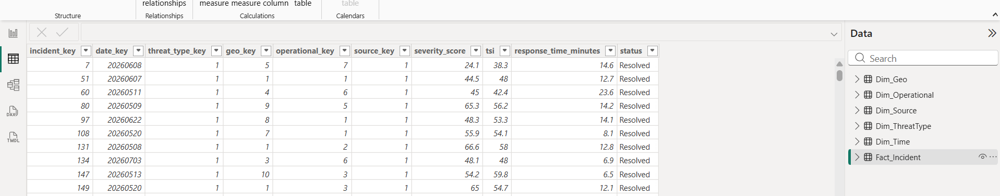 relationships measure measure column table table
Structure Relationships Calculations Calendars
Data
Search
incident_key date_key threat_type_key geo_key operational_key source_key severity_score tsi response_time_minutes status
7 20260608 1 5 7 1 24.1 38.3 14.6 Resolved
51 20260607 1 1 1 1 44.5 48 12.7 Resolved
60 20260511 1 4 6 1 45 42.4 23.6 Resolved
80 20260509 1 9 5 1 65.3 56.2 14.2 Resolved
97 20260622 1 8 1 1 48.3 53.3 14.1 Resolved
108 20260520 1 7 1 1 55.9 54.1 8.1 Resolved
131 20260508 1 1 2 1 66.6 58 12.8 Resolved
134 20260703 1 3 6 1 48.1 48 6.9 Resolved
147 20260513 1 10 3 1 54.2 59.8 6.5 Resolved
149 20260520 1 1 3 1 65 54.7 12.1 Resolved
Dim_Geo
Dim_Operational
Dim_Source
Dim_ThreatType
Dim_Time
Fact_Incident
DAX
TMDL